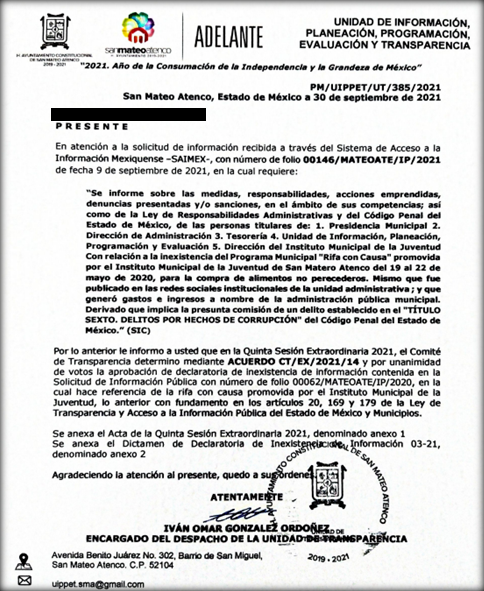 H. AYUNTAMIENTO CONSTITUCIONAL
DE SAN MATEO ATENCO
2019 - 2021
sanmateoatenco
H. AYUNTAMIENTO 2019-2021
ADELANTE
UNIDAD DE INFORMACIÓN,
PLANEACIÓN, PROGRAMACIÓN,
EVALUACIÓN Y TRANSPARENCIA
"2021. Año de la Consumación de la Independencia y la Grandeza de México"
PM/UIPPET/UT/385/2021
San Mateo Atenco, Estado de México a 30 de septiembre de 2021
P R E S E N T E
En atención a la solicitud de información recibida a través del Sistema de Acceso a la
Información Mexiquense –SAIMEX-, con número de folio 00146/MATEOATE/IP/2021
de fecha 9 de septiembre de 2021, en la cual requiere:
"Se informe sobre las medidas, responsabilidades, acciones emprendidas,
denuncias presentadas y/o sanciones, en el ámbito de sus competencias; así
como de la Ley de Responsabilidades Administrativas y del Código Penal del
Estado de México, de las personas titulares de: 1. Presidencia Municipal 2.
Dirección de Administración 3. Tesorería 4. Unidad de Información, Planeación,
Programación y Evaluación 5. Dirección del Instituto Municipal de la Juventud
Con relación a la inexistencia del Programa Municipal "Rifa con Causa" promovida
por el Instituto Municipal de la Juventud de San Matero Atenco del 19 al 22 de
mayo de 2020, para la compra de alimentos no perecederos. Mismo que fue
publicado en las redes sociales institucionales de la unidad administrativa; y que
generó gastos e ingresos a nombre de la administración pública municipal.
Derivado que implica la presunta comisión de un delito establecido en el "TÍTULO
SEXTO. DELITOS POR HECHOS DE CORRUPCIÓN" del Código Penal del Estado de
México." (SIC)
Por lo anterior le informo a usted que en la Quinta Sesión Extraordinaria 2021, el Comité
de Transparencia determino mediante ACUERDO CT/EX/2021/14 y por unanimidad
de votos la aprobación de declaratoria de inexistencia de información contenida en la
Solicitud de Información Pública con número de folio 00062/MATEOATE/IP/2020, en la
cual hace referencia de la rifa con causa promovida por el Instituto Municipal de la
Juventud, lo anterior con fundamento en los artículos 20, 169 y 179 de la Ley de
Transparencia y Acceso a la Información Pública del Estado de México y Municipios.
Se anexa el Acta de la Quinta Sesión Extraordinaria 2021, denominado anexo 1
Se anexa el Dictamen de Declaratoria de Inexistencia de Información 03-21,
denominado anexo 2
Agradeciendo la atención al presente, quedo a sus órdenes.
ATENTAMENTE
IVÁN OMAR GONZALEZ ORDOÑEZ
ENCARGADO DEL DESPACHO DE LA UNIDAD DE TRANSPARENCIA
AYUNTAMIENTO CONSTITUCIONAL DE SAN MATEO ATENCO
UNIDAD DE
2019 - 2021
Avenida Benito Juárez No. 302, Barrio de San Miguel,
San Mateo Atenco. C.P. 52104
uippet.sma@gmail.com